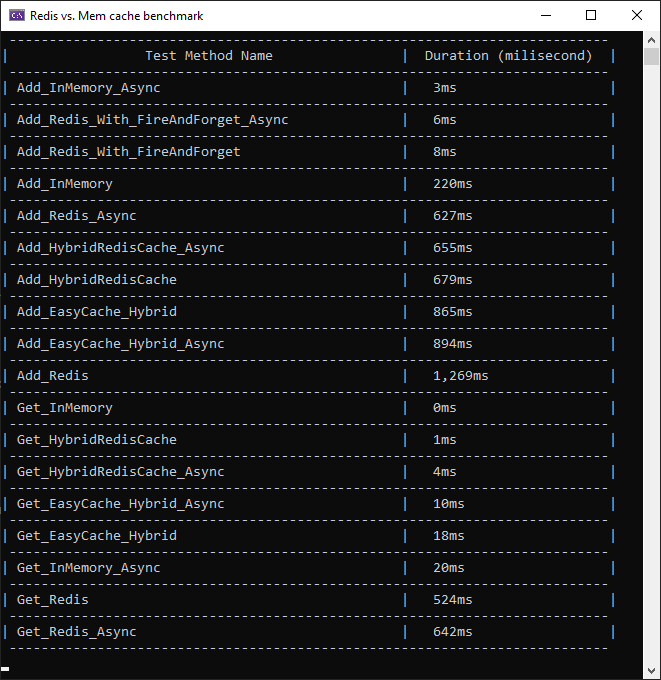 Redis vs. Mem cache benchmark
Test Method Name | Duration (milisecond) |
| Add_InMemory_Async | 3ms |
| Add_Redis_With_FireAndForget_Async | 6ms |
| Add_Redis_With_FireAndForget | 8ms |
| Add_InMemory | 220ms |
| Add_Redis_Async | 627ms |
| Add_HybridRedisCache_Async | 655ms |
| Add_HybridRedisCache | 679ms |
| Add_EasyCache_Hybrid | 865ms |
| Add_EasyCache_Hybrid_Async | 894ms |
| Add_Redis | 1,269ms |
| Get_InMemory | 0ms |
| Get_HybridRedisCache | 1ms |
| Get_HybridRedisCache_Async | 4ms |
| Get_EasyCache_Hybrid_Async | 10ms |
| Get_EasyCache_Hybrid | 18ms |
| Get_InMemory_Async | 20ms |
| Get_Redis | 524ms |
| Get_Redis_Async | 642ms |